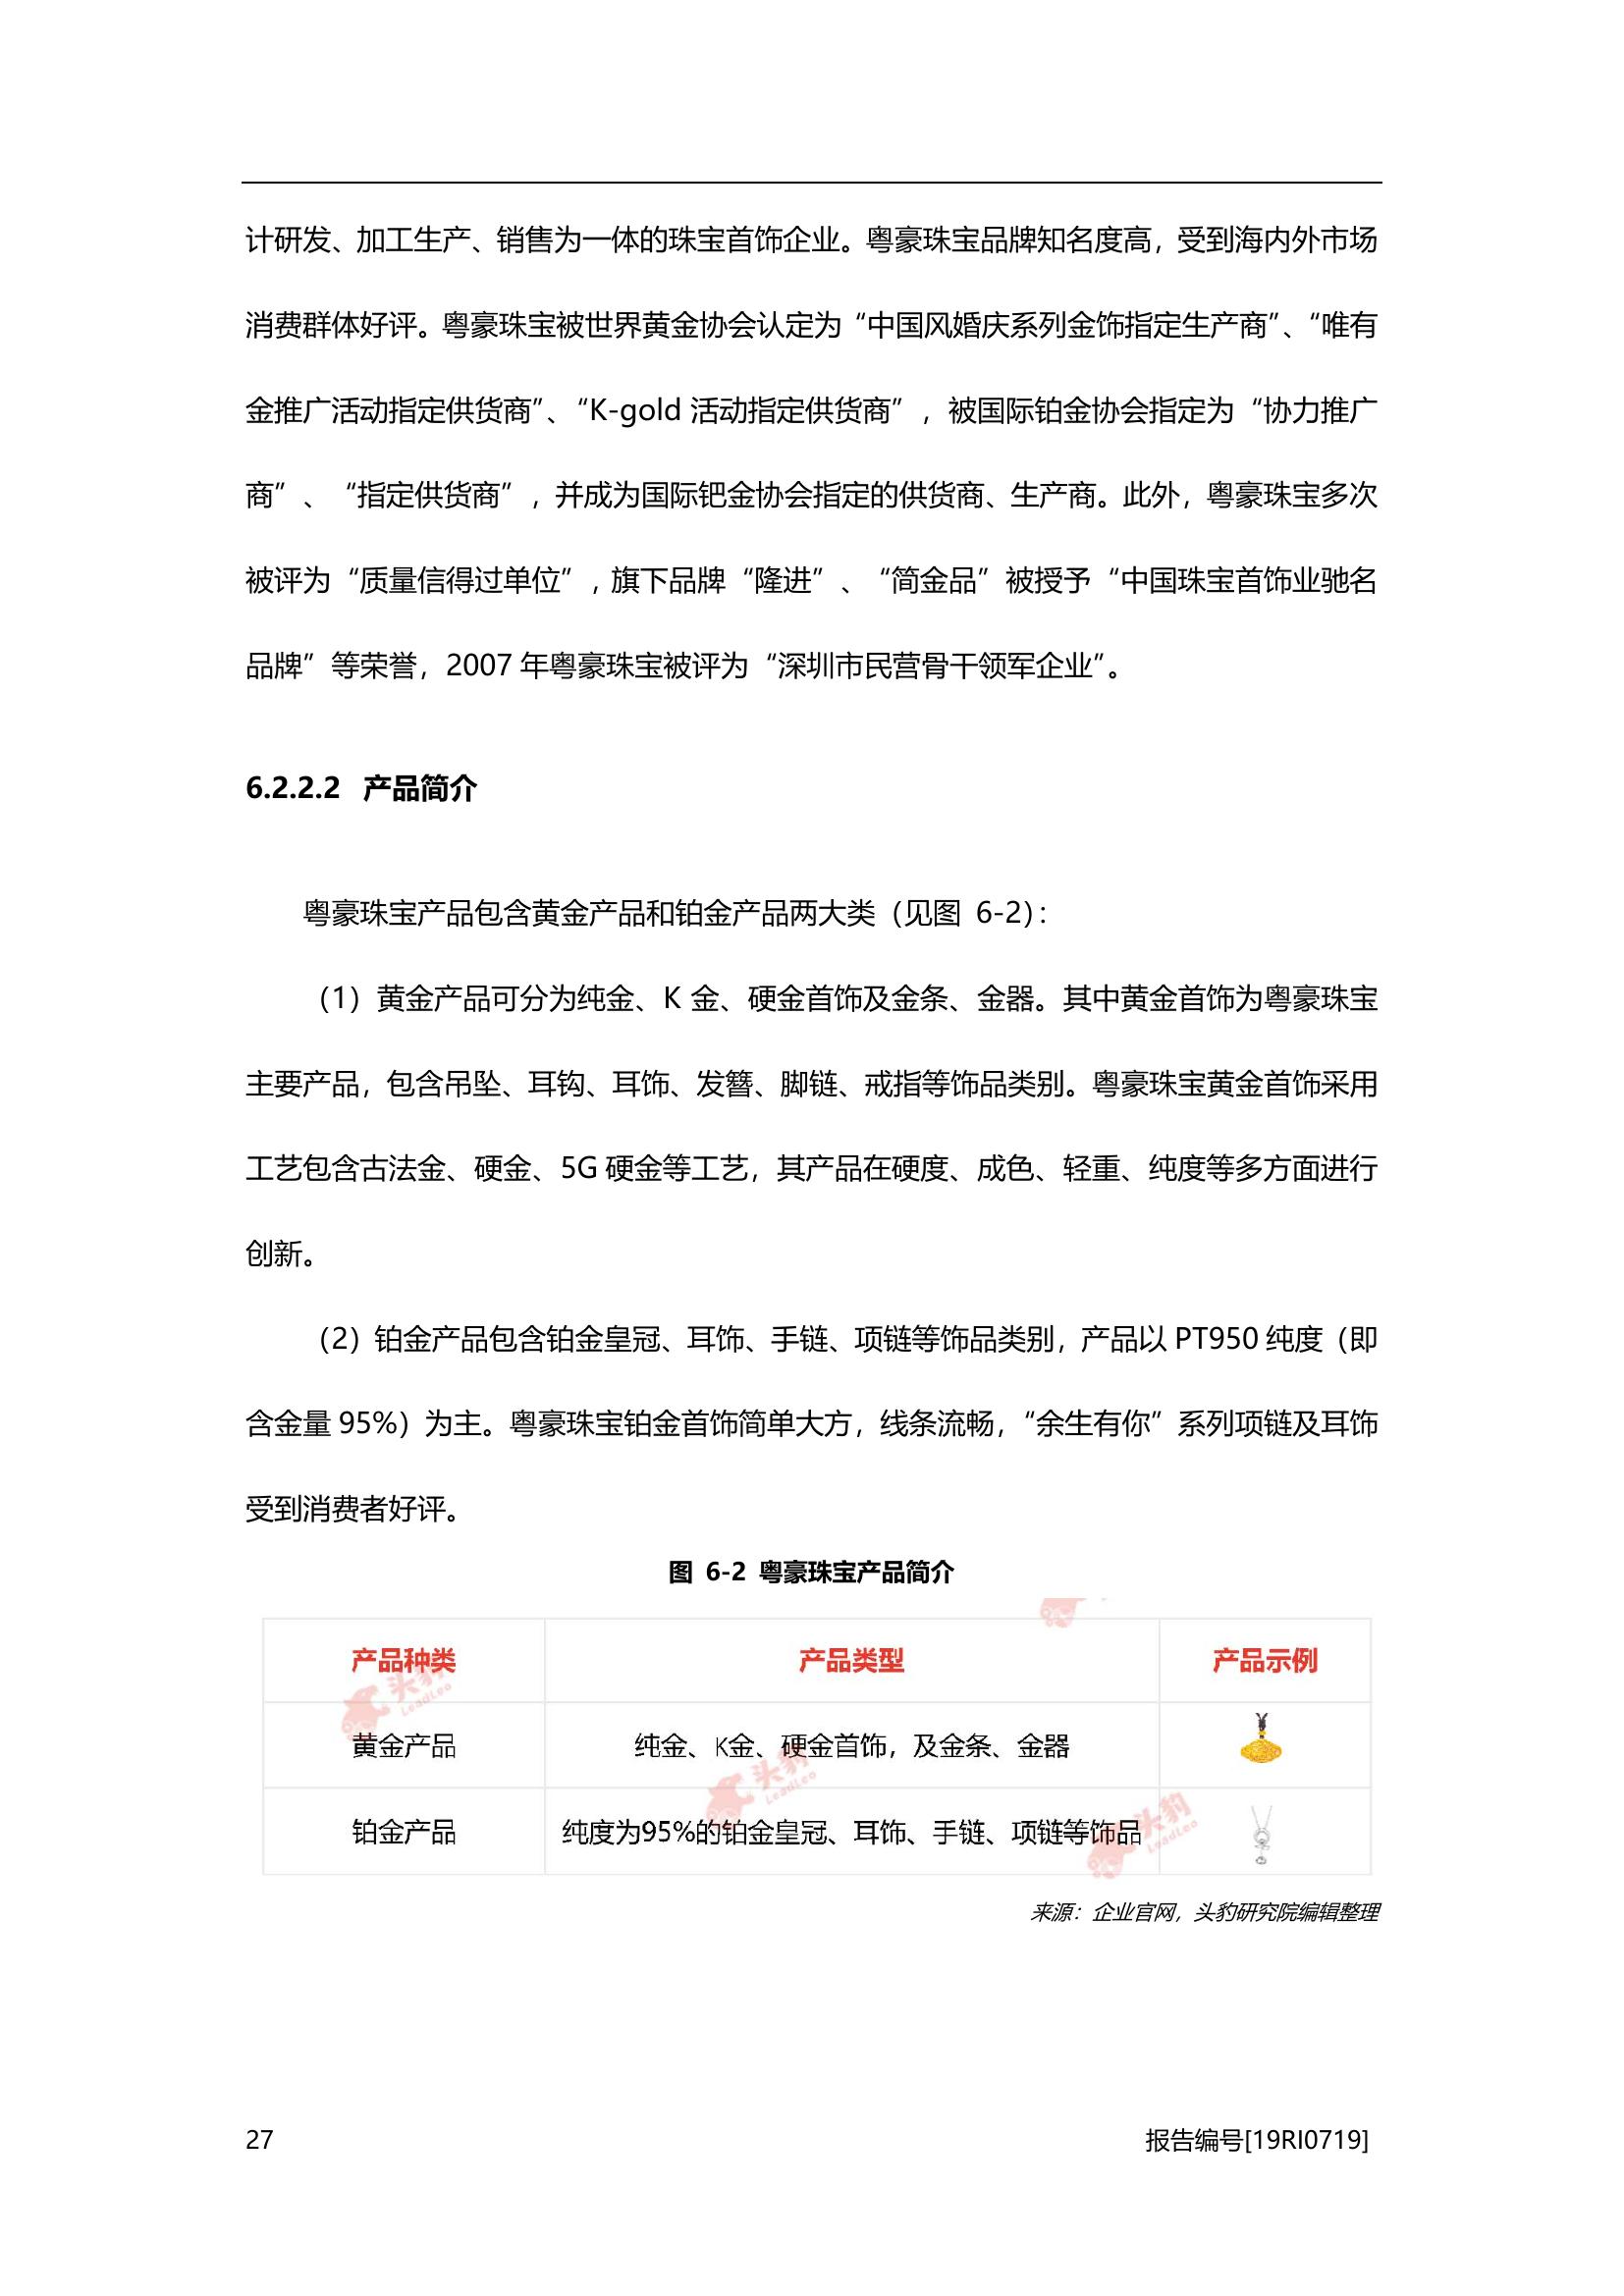 计研发、加工生产、销售为一体的珠宝首饰企业。粤豪珠宝品牌知名度高，受到海内外市场
消费群体好评。粤豪珠宝被世界黄金协会认定为“中国风婚庆系列金饰指定生产商”、“唯有
金推广活动指定供货商”、“K-gold 活动指定供货商”，被国际铂金协会指定为“协力推广
商”、“指定供货商”，并成为国际钯金协会指定的供货商、生产商。此外，粤豪珠宝多次
被评为“质量信得过单位”，旗下品牌“隆进”、“简金品”被授予“中国珠宝首饰业驰名
品牌”等荣誉，2007 年粤豪珠宝被评为“深圳市民营骨干领军企业”。
6.2.2.2 产品简介
粤豪珠宝产品包含黄金产品和铂金产品两大类（见图 6-2）：
（1）黄金产品可分为纯金、K 金、硬金首饰及金条、金器。其中黄金首饰为粤豪珠宝
主要产品，包含吊坠、耳钩、耳饰、发簪、脚链、戒指等饰品类别。粤豪珠宝黄金首饰采用
工艺包含古法金、硬金、5G 硬金等工艺，其产品在硬度、成色、轻重、纯度等多方面进行
创新。
（2）铂金产品包含铂金皇冠、耳饰、手链、项链等饰品类别，产品以 PT950 纯度（即
含金量 95%）为主。粤豪珠宝铂金首饰简单大方，线条流畅，“余生有你”系列项链及耳饰
受到消费者好评。
图 6-2 粤豪珠宝产品简介
产品种类 产品类型 产品示例
头豹
LeadLeo
黄金产品 纯金、K金、硬金首饰，及金条、金器
头豹
LeadLeo
铂金产品 纯度为95%的铂金皇冠、耳饰、手链、项链等饰品
头豹
LeadLeo
来源：企业官网，头豹研究院编辑整理
27 报告编号[19RI0719]